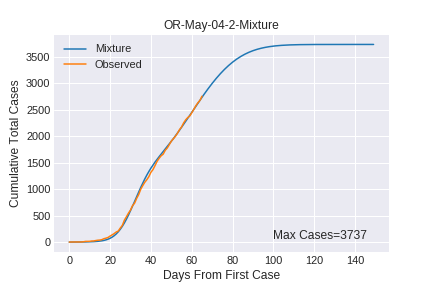 OR-May-04-2-Mixture
Mixture
Observed
Cumulative Total Cases
3500
3000
2500
2000
1500
1000
500
0
Max Cases=3737
0 20 40 60 80 100 120 140
Days From First Case